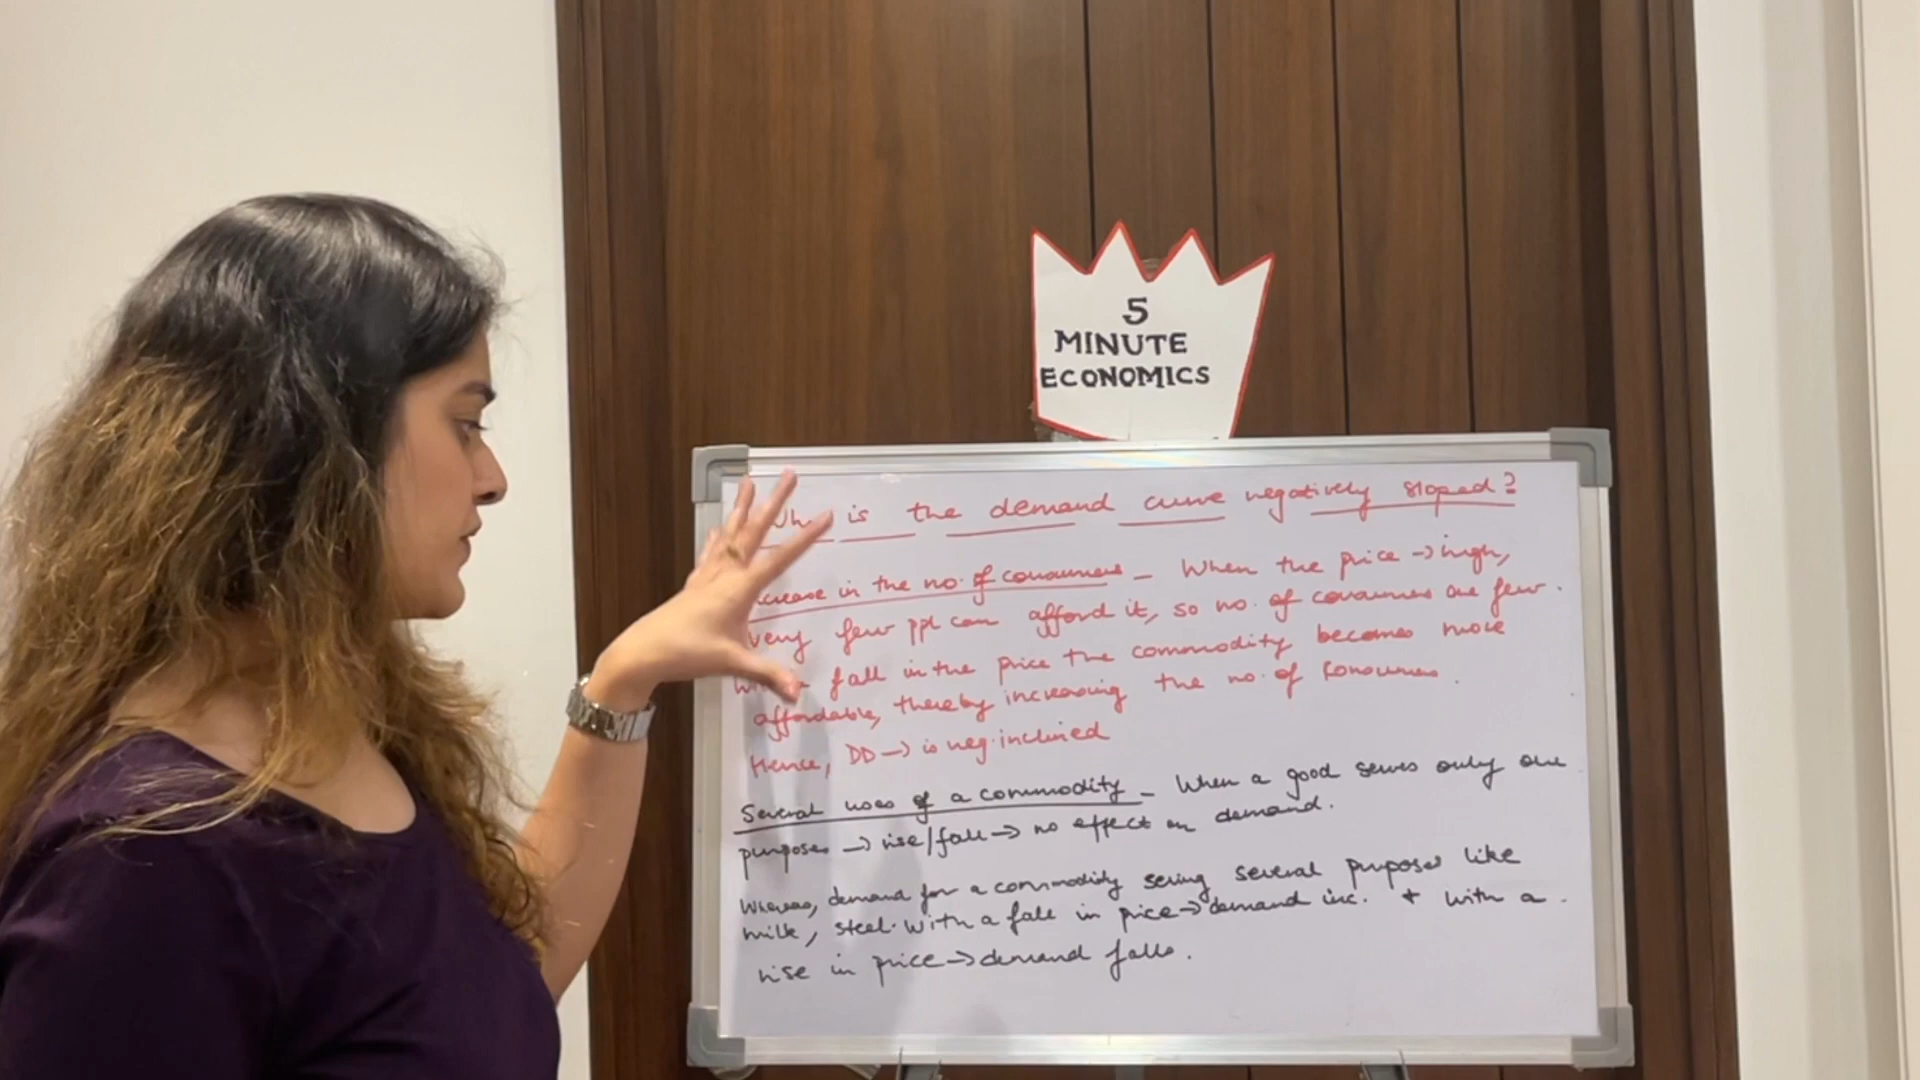 5
MINUTE
ECONOMICS
is the demand curve negatively sloped?
in the no. of consumers - When the price → high,
very few ppl can afford it, so no. of consumers are few.
fall in the price the commodity becomes more
affordable, thereby increasing the no. of consumers.
Hence, DD → is neg. inclined
Several uses of a commodity - When a good serves only one
purpose → rise/fall → no effect on demand.
Whereas, demand for a commodity sering several purposes like
milk, steel. With a fall in price → demand inc. + with a
rise in price → demand falls.